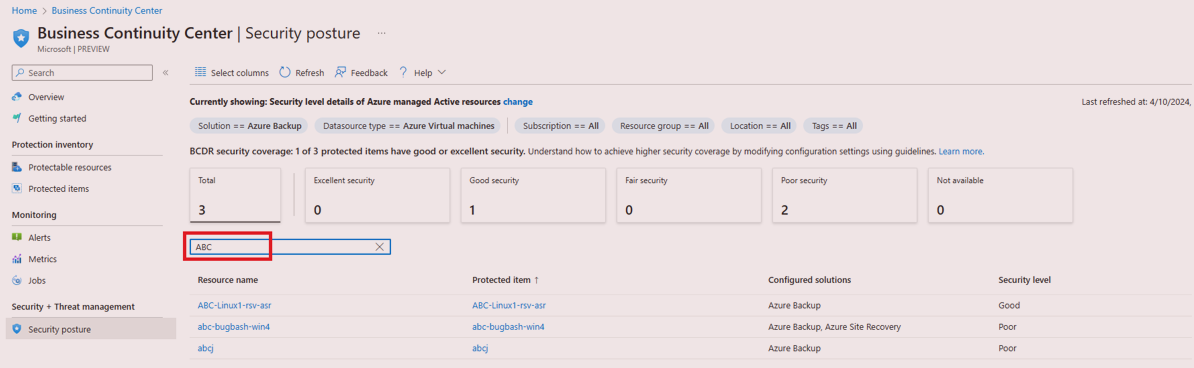 Home > Business Continuity Center
Business Continuity Center | Security posture ...
Microsoft | PREVIEW
Search «
Overview
Getting started
Protection inventory
Protectable resources
Protected items
Monitoring
Alerts
Metrics
Jobs
Security + Threat management
Security posture
Select columns Refresh Feedback ? Help
Currently showing: Security level details of Azure managed Active resources change Last refreshed at: 4/10/2024,
Solution == Azure Backup Datasource type == Azure Virtual machines Subscription == All Resource group == All Location == All Tags == All
BCDR security coverage: 1 of 3 protected items have good or excellent security. Understand how to achieve higher security coverage by modifying configuration settings using guidelines. Learn more.
Total Excellent security Good security Fair security Poor security Not available
3 0 1 0 2 0
ABC
Resource name Protected item ↑ Configured solutions Security level
ABC-Linux1-rsv-asr ABC-Linux1-rsv-asr Azure Backup Good
abc-bugbash-win4 abc-bugbash-win4 Azure Backup, Azure Site Recovery Poor
abcj abcj Azure Backup Poor